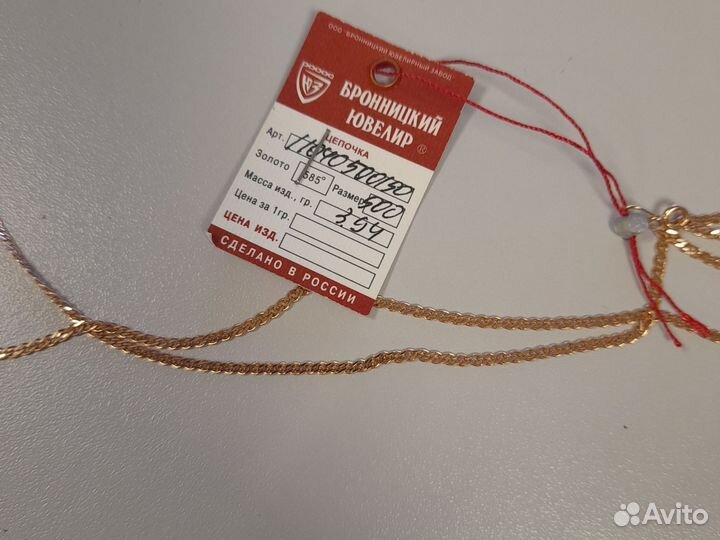 ООО "БРОННИЦКИЙ ЮВЕЛИРНЫЙ ЗАВОД"
БРОННИЦКИЙ
ЮВЕЛИР ®
ЦЕПОЧКА
Арт.
Золото 585° Размер 500
Масса изд., гр. 3.94
Цена за 1гр.
ЦЕНА ИЗД.
СДЕЛАНО В РОССИИ
Avito